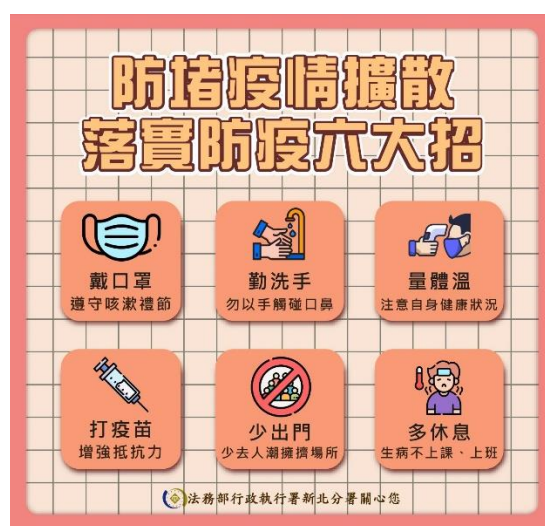 防堵疫情擴散
落實防疫六大招
戴口罩
遵守咳漱禮節
勤洗手
勿以手觸碰口鼻
量體溫
注意自身健康狀況
打疫苗
增強抵抗力
少出門
少去人潮擁擠場所
多休息
生病不上課、上班
法務部行政執行署新北分署關心您